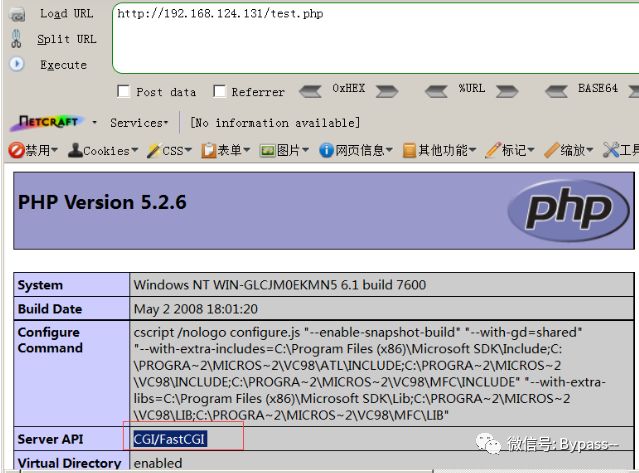 Load URL
http://192.168.124.131/test.php
Split URL
Execute
Post data Referrer 0xHEX %URL BASE64
NETCRAFT Services [No information available]
禁用 Cookies CSS 表单 图片 网页信息 其他功能 标记 缩放 工具
PHP Version 5.2.6
php
System Windows NT WIN-GLCJM0EKMN5 6.1 build 7600
Build Date May 2 2008 18:01:20
Configure Command cscript /nologo configure.js "--enable-snapshot-build" "--with-gd=shared"
"--with-extra-includes=C:\Program Files (x86)\Microsoft SDK\Include;C:
\PROGRA~2\MICROS~2\VC98\ATL\INCLUDE;C:\PROGRA~2\MICROS~2
\VC98\INCLUDE;C:\PROGRA~2\MICROS~2\VC98\MFC\INCLUDE" "--with-extra-
libs=C:\Program Files (x86)\Microsoft SDK\Lib;C:\PROGRA~2\MICROS~2
\VC98\LIB;C:\PROGRA~2\MICROS~2\VC98\MFC\LIB"
Server API CGI/FastCGI
微信号: Bypass--
Virtual Directory enabled